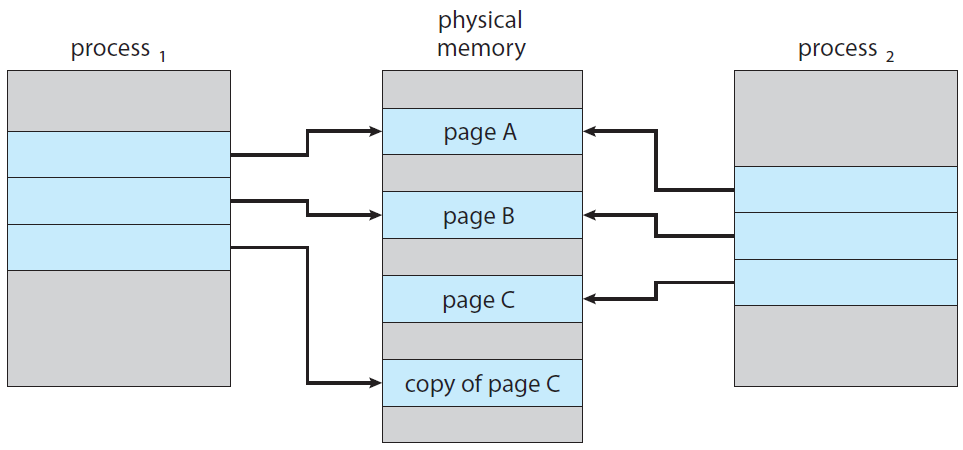 process 1
physical
memory
process 2
page A
page B
page C
copy of page C